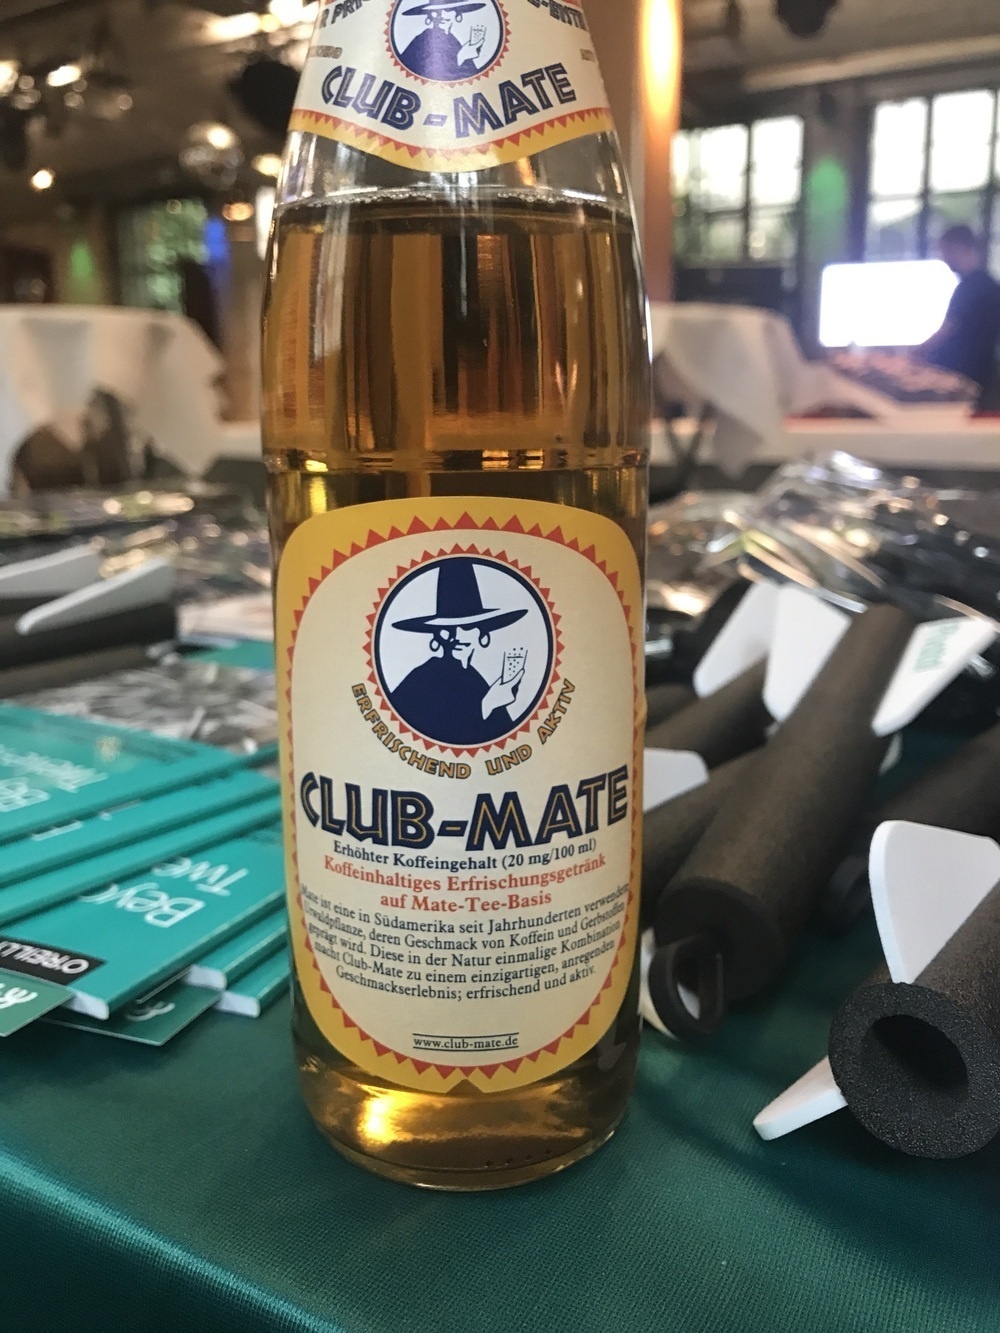 CLUB-MATE
ERFRISCHEND UND AKTIV
CLUB-MATE
Erhöhter Koffeingehalt (20 mg/100 ml)
Koffeinhaltiges Erfrischungsgetränk
auf Mate-Tee-Basis
Mate ist eine in Südamerika seit Jahrhunderten verwendete
Urwaldpflanze, deren Geschmack von Koffein und Gerbstoffen
geprägt wird. Diese in der Natur einmalige Kombination
macht Club-Mate zu einem einzigartigen, anregenden
Geschmackserlebnis; erfrischend und aktiv.
www.club-mate.de
O'REILLY